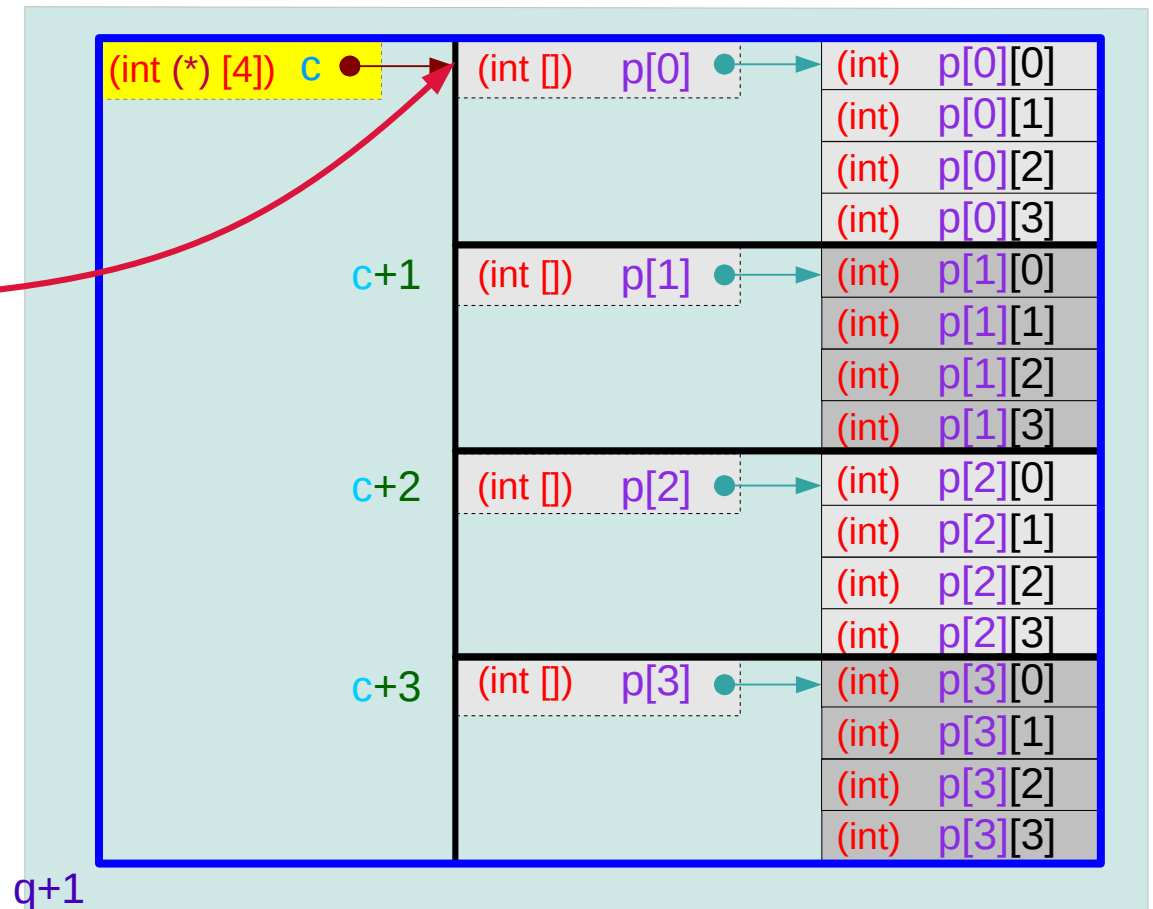 (int (*) [4]) c (int []) p[0] (int) p[0][0]
(int) p[0][1]
(int) p[0][2]
(int) p[0][3]
c+1 (int []) p[1] (int) p[1][0]
(int) p[1][1]
(int) p[1][2]
(int) p[1][3]
c+2 (int []) p[2] (int) p[2][0]
(int) p[2][1]
(int) p[2][2]
(int) p[2][3]
c+3 (int []) p[3] (int) p[3][0]
(int) p[3][1]
(int) p[3][2]
(int) p[3][3]
q+1